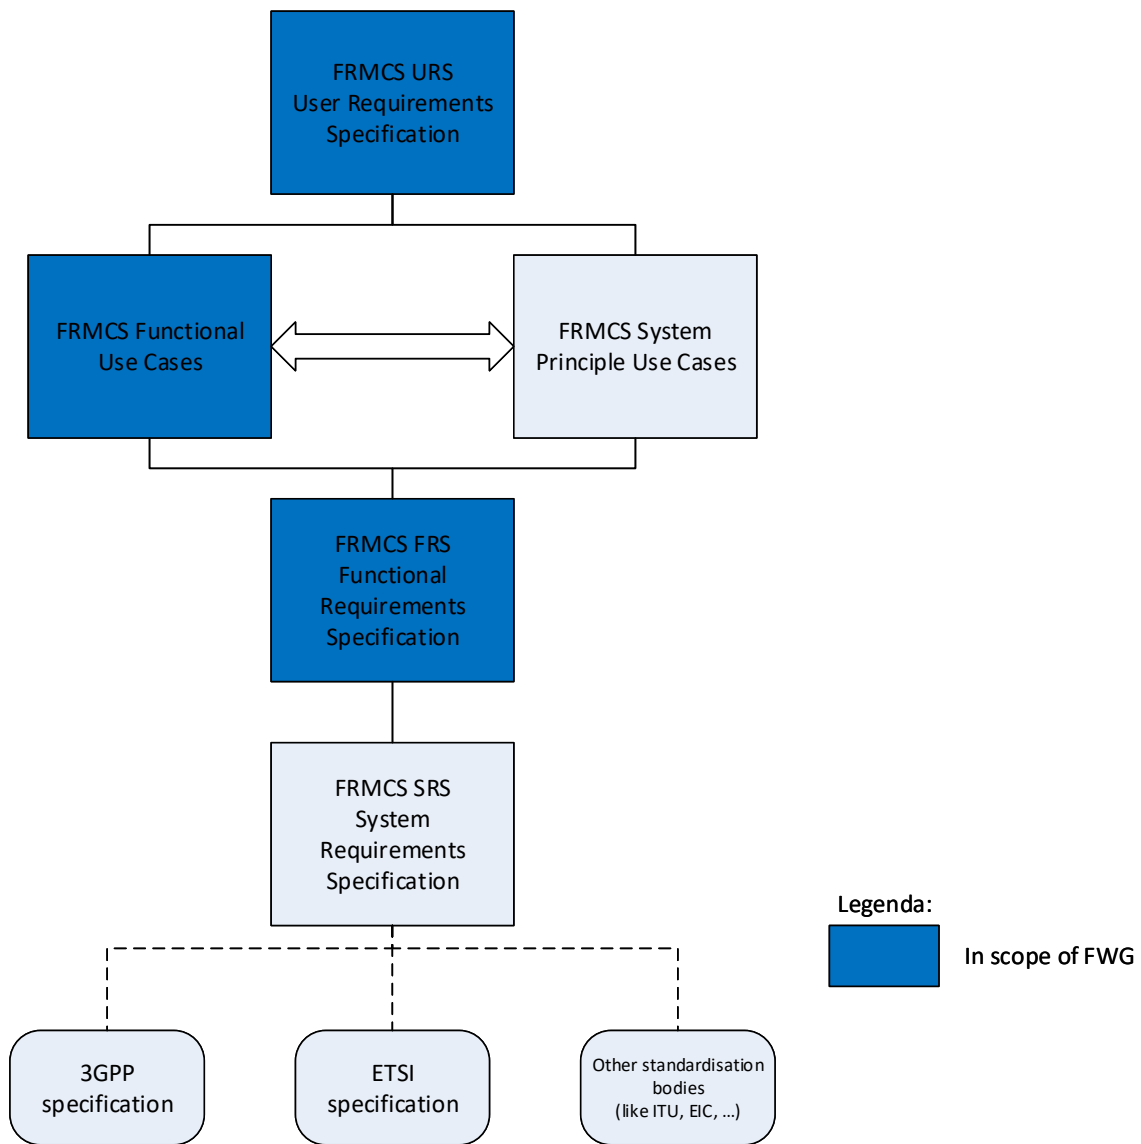 FRMCS URS
User Requirements
Specification
FRMCS Functional
Use Cases
FRMCS System
Principle Use Cases
FRMCS FRS
Functional
Requirements
Specification
FRMCS SRS
System
Requirements
Specification
Legenda:
In scope of FWG
3GPP
specification
ETSI
specification
Other standardisation
bodies
(like ITU, EIC, ...)